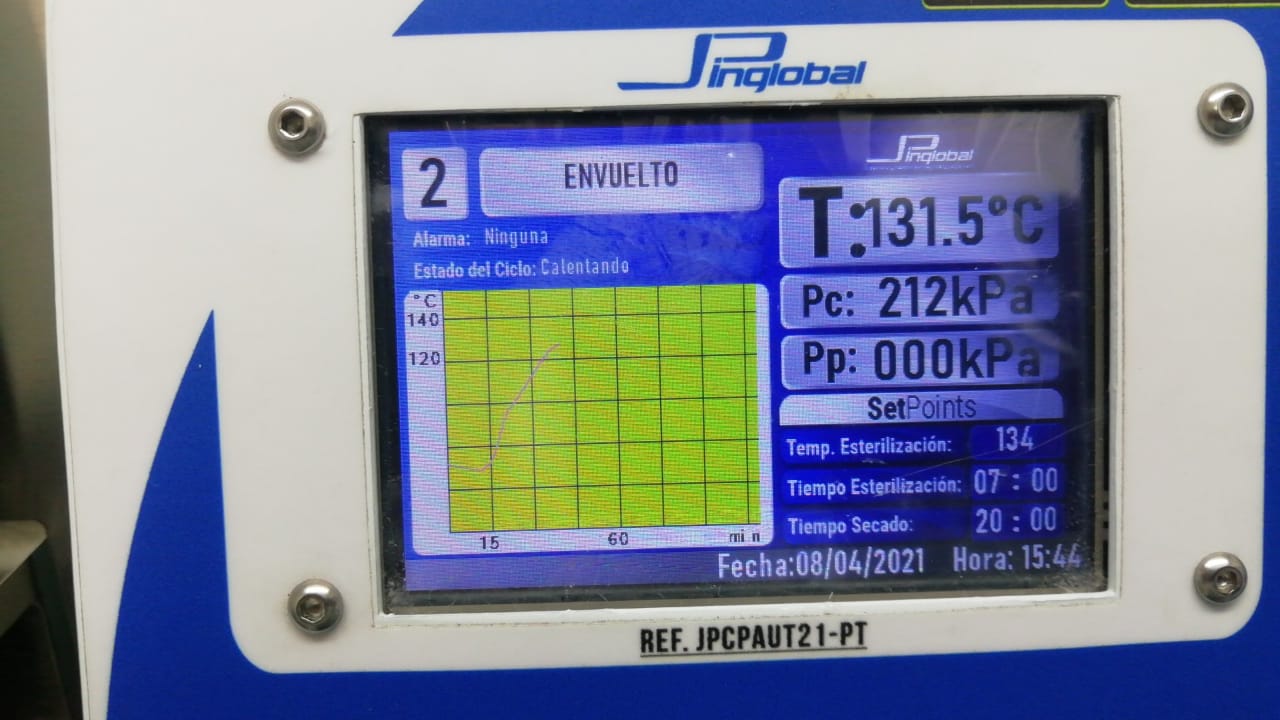 JPinglobal
2
ENVUELTO
JPinglobal
Alarma: Ninguna
Estado del Ciclo: Calentando
T:131.5°C
Pc: 212kPa
Pp: 000kPa
SetPoints
Temp. Esterilización: 134
Tiempo Esterilización: 07 : 00
Tiempo Secado: 20 : 00
°C
140
120
15
60
min
Fecha:08/04/2021 Hora: 15:44
REF. JPCPAUT21-PT